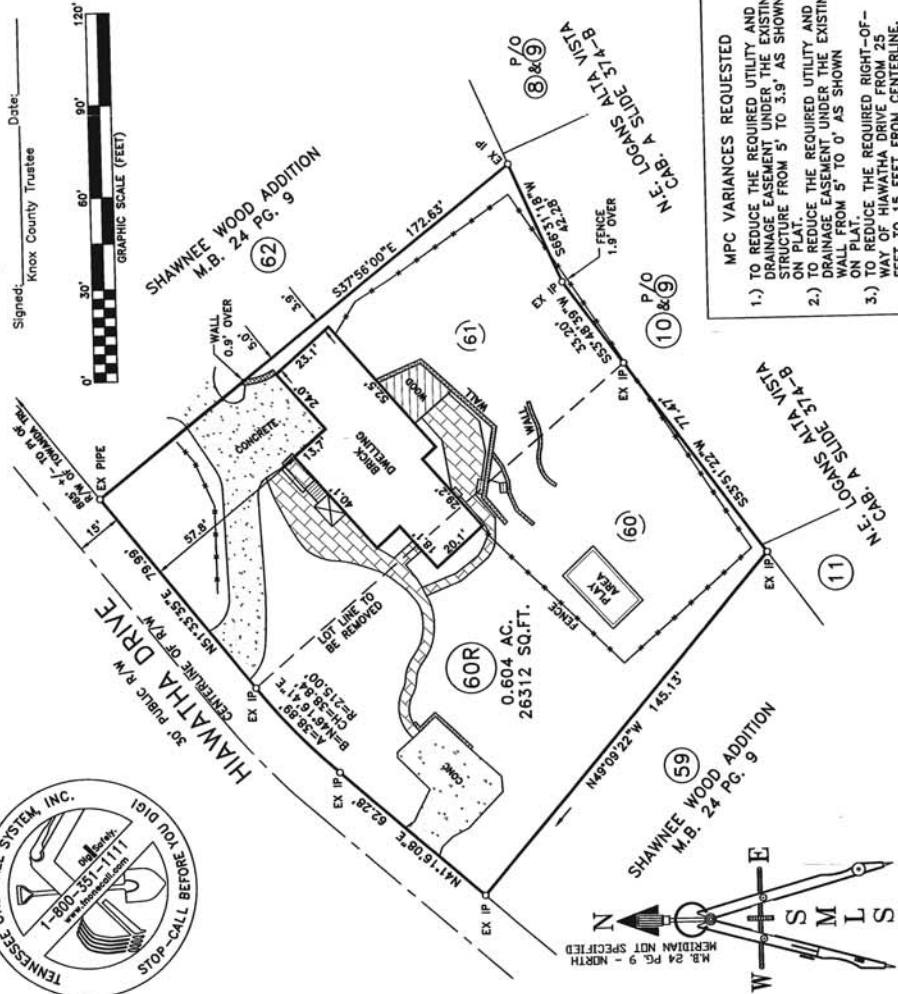 Signed: Date:
Knox County Trustee
0' 30' 60' 90' 120'
GRAPHIC SCALE (FEET)
TENNESSEE SYSTEM, INC.
1-800-351-1111
www.tnonecall.com
Dig Safely.
STOP-CALL BEFORE YOU DIG!
HIAWATHA DRIVE
30' PUBLIC R/W
CENTERLINE OF R/W
15'
865' +/- TO PI OF
R/W OF TOWANDA TRL.
EX PIPE
79.99'
N51°33'35"E
57.8'
EX IP
A=38.89'
B=N46°16'41"E
CH=38.84'
R=215.00'
EX IP
62.28'
N41°16'08"E
EX IP
SHAWNEE WOOD ADDITION
M.B. 24 PG. 9
62
WALL
0.9' OVER
5.0'
3.9'
S37°56'00"E 172.63'
EX IP
P/O
8 & 9
N.E. LOGANS ALTA VISTA
CAB. A SLIDE 374-B
S66°31'18"W
42.28'
FENCE
1.9' OVER
EX IP
S53°48'39"W
33.20'
EX IP
P/O
10 & 9
S53°51'22"W 77.47'
EX IP
11
N.E. LOGANS ALTA VISTA
CAB. A SLIDE 374-B
CONCRETE
24.0'
23.1'
13.7'
BRICK
DWELLING
40.1'
57.5'
WOOD
WALL
WALL
29.2'
18.1'
20.1'
(61)
(60)
LOT LINE TO
BE REMOVED
FENCE
PLAY
AREA
60R
0.604 AC.
26312 SQ.FT.
CONC
N49°09'22"W 145.13'
59
SHAWNEE WOOD ADDITION
M.B. 24 PG. 9
M.B. 24 PG. 9 - NORTH
MERIDIAN NOT SPECIFIED
N
W E
S
M
L
S
MPC VARIANCES REQUESTED
1.) TO REDUCE THE REQUIRED UTILITY AND
DRAINAGE EASEMENT UNDER THE EXISTIN
STRUCTURE FROM 5' TO 3.9' AS SHOWN
ON PLAT.
2.) TO REDUCE THE REQUIRED UTILITY AND
DRAINAGE EASEMENT UNDER THE EXISTIN
WALL FROM 5' TO 0' AS SHOWN
ON PLAT.
3.) TO REDUCE THE REQUIRED RIGHT-OF-
WAY OF HIAWATHA DRIVE FROM 25
FEET TO 15 FEET FROM CENTERLINE.